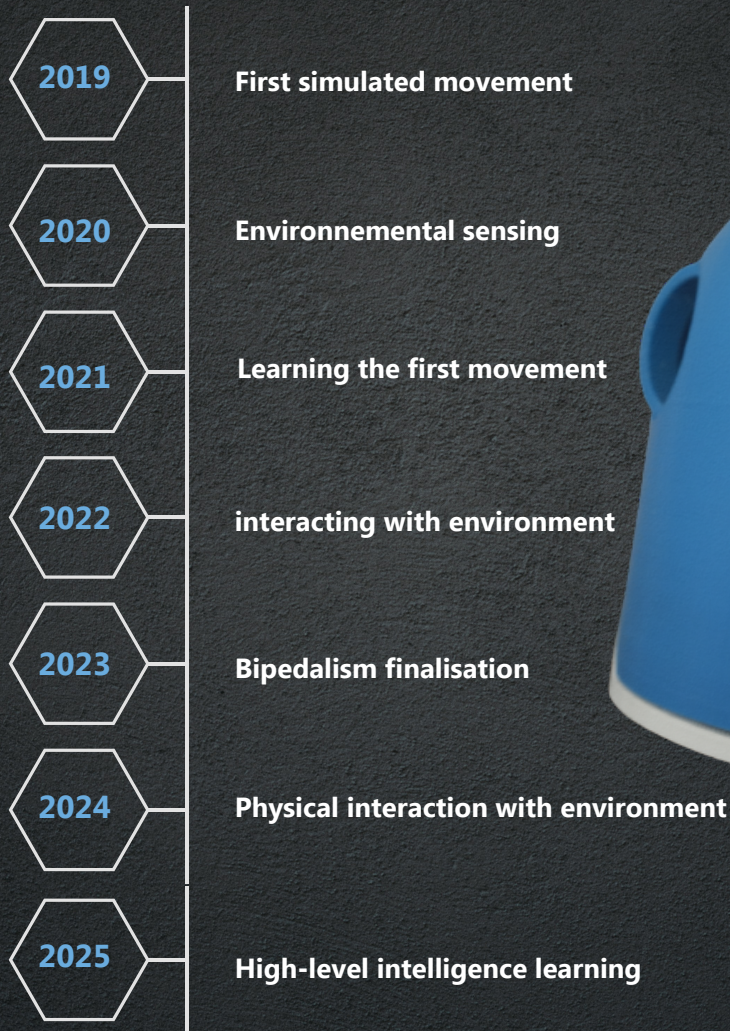 2019
First simulated movement
2020
Environnemental sensing
2021
Learning the first movement
2022
interacting with environment
2023
Bipedalism finalisation
2024
Physical interaction with environment
2025
High-level intelligence learning